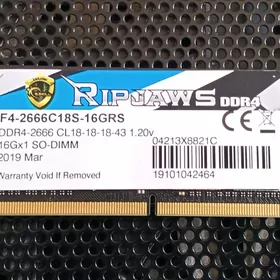 RIPJAWS DDR4
F4-2666C18S-16GRS
DDR4-2666 CL18-18-18-43 1.20v
16Gx1 SO-DIMM
2019 Mar
Warranty Void If Removed
04213X8821C
19101042464